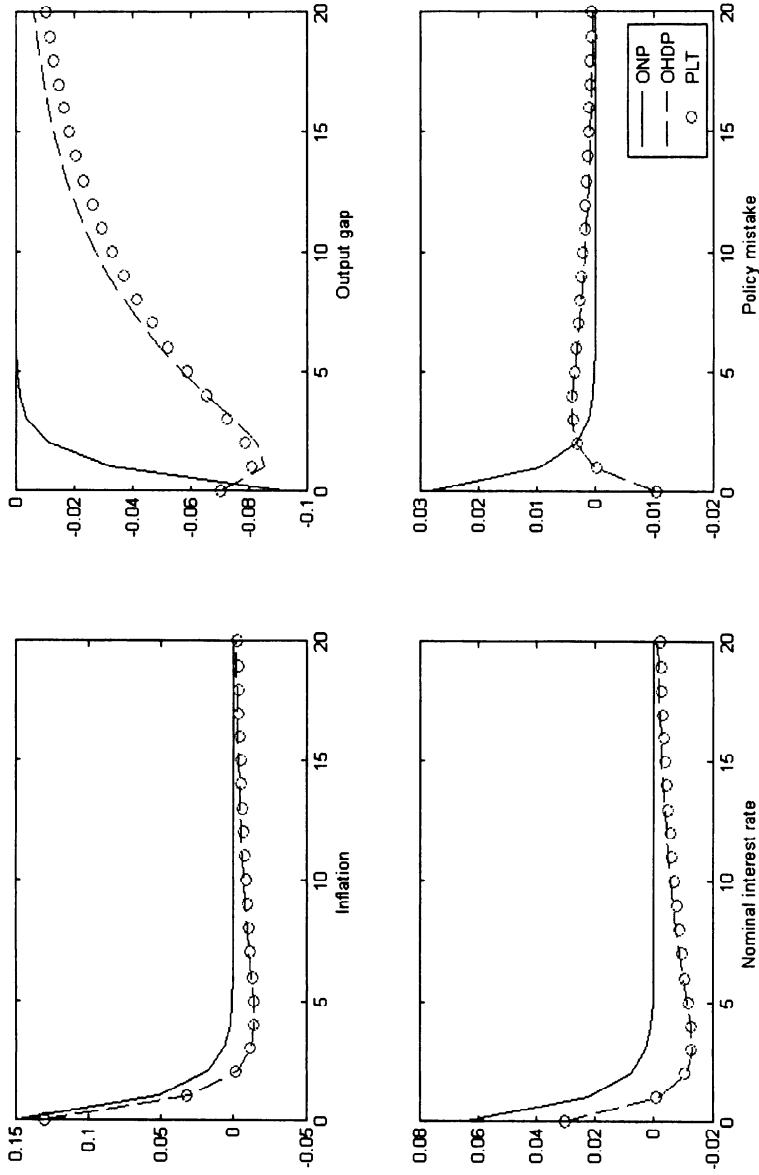 0.15
0.1
0.05
0
-0.05
0 5 10 15 20
Inflation
0
-0.02
-0.04
-0.06
-0.08
-0.1
0 5 10 15 20
Output gap
0.08
0.06
0.04
0.02
0
-0.02
0 5 10 15 20
Nominal interest rate
0.03
0.02
0.01
0
-0.01
-0.02
0 5 10 15 20
Policy mistake
ONP
OHDP
PLT